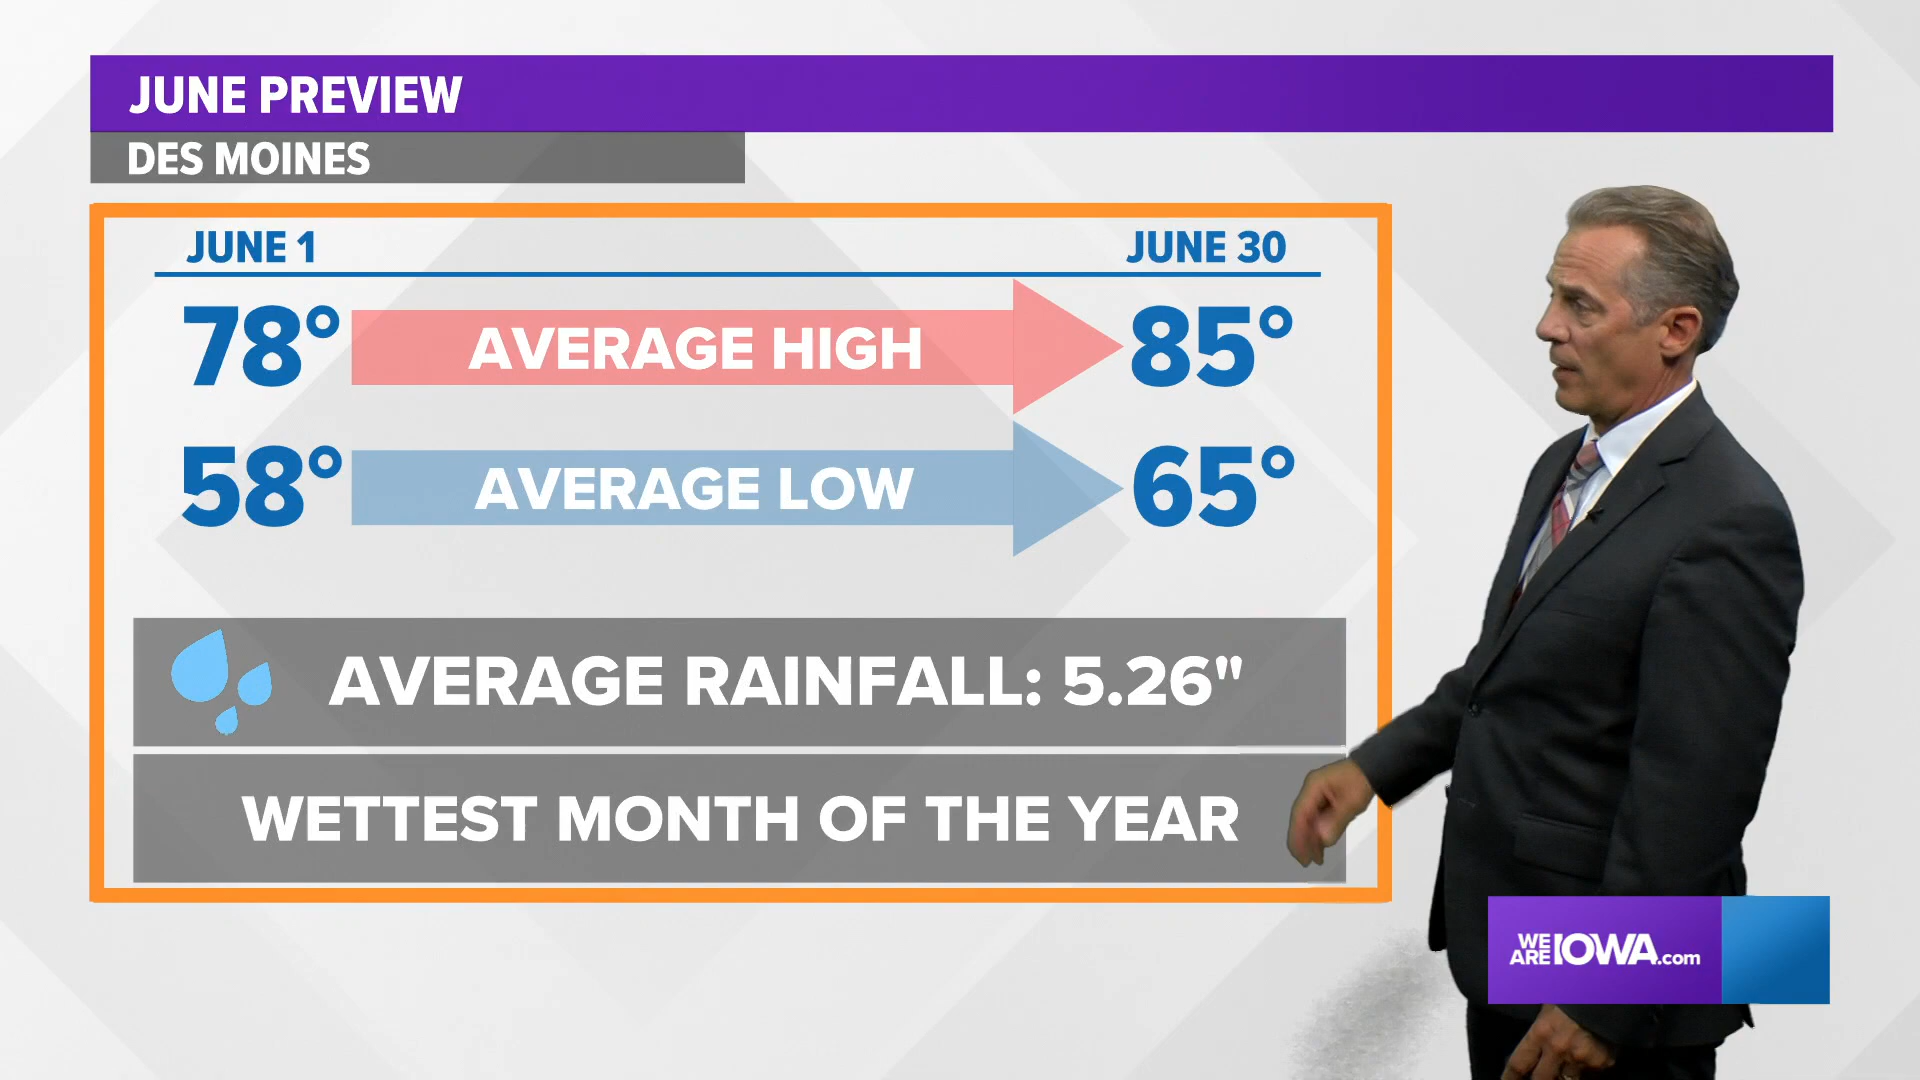 JUNE PREVIEW
DES MOINES
JUNE 1 JUNE 30
78° AVERAGE HIGH 85°
58° AVERAGE LOW 65°
AVERAGE RAINFALL: 5.26"
WETTEST MONTH OF THE YEAR
WE ARE IOWA.com